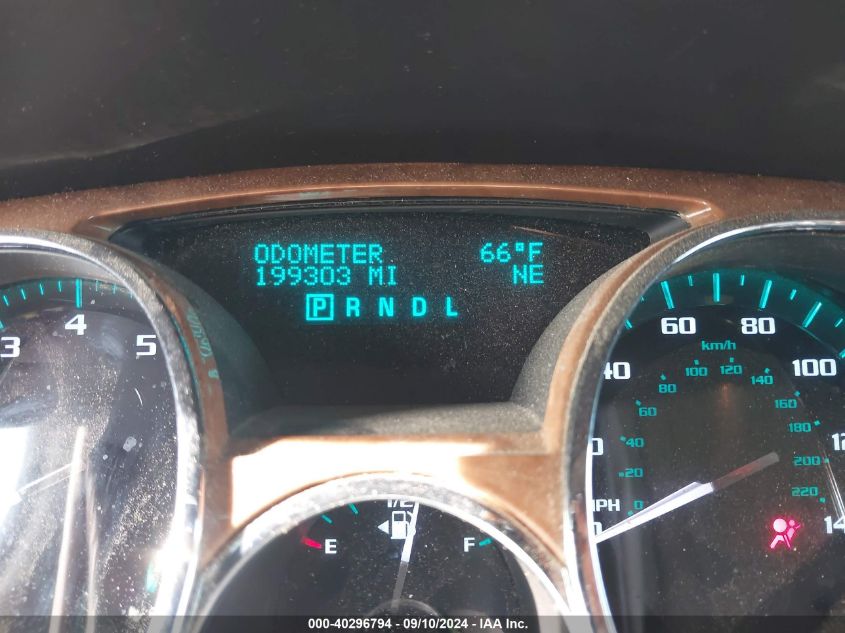 ODOMETER 66°F
199303 MI NE
P R N D L
3 4 5
60 80 100
km/h
20 40 60 80 100 120 140 160 180 200 220
0
MPH
E 1/2 F
000-40296794 - 09/10/2024 - IAA Inc.